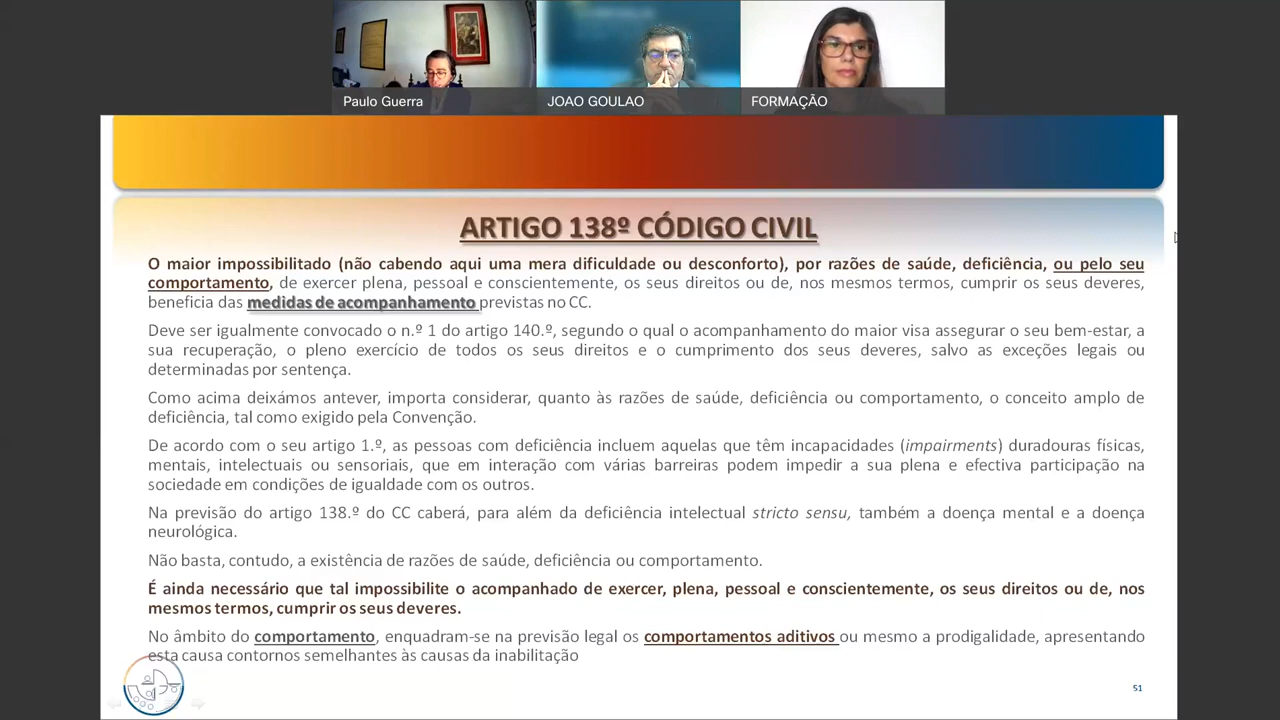 Paulo Guerra
JOAO GOULAO
FORMAÇÃO
ARTIGO 138º CÓDIGO CIVIL
O maior impossibilitado (não cabendo aqui uma mera dificuldade ou desconforto), por razões de saúde, deficiência, ou pelo seu
comportamento, de exercer plena, pessoal e conscientemente, os seus direitos ou de, nos mesmos termos, cumprir os seus deveres,
beneficia das medidas de acompanhamento previstas no CC.
Deve ser igualmente convocado o n.º 1 do artigo 140.º, segundo o qual o acompanhamento do maior visa assegurar o seu bem-estar, a
sua recuperação, o pleno exercício de todos os seus direitos e o cumprimento dos seus deveres, salvo as exceções legais ou
determinadas por sentença.
Como acima deixámos antever, importa considerar, quanto às razões de saúde, deficiência ou comportamento, o conceito amplo de
deficiência, tal como exigido pela Convenção.
De acordo com o seu artigo 1.º, as pessoas com deficiência incluem aquelas que têm incapacidades (impairments) duradouras físicas,
mentais, intelectuais ou sensoriais, que em interação com várias barreiras podem impedir a sua plena e efectiva participação na
sociedade em condições de igualdade com os outros.
Na previsão do artigo 138.º do CC caberá, para além da deficiência intelectual stricto sensu, também a doença mental e a doença
neurológica.
Não basta, contudo, a existência de razões de saúde, deficiência ou comportamento.
É ainda necessário que tal impossibilite o acompanhado de exercer, plena, pessoal e conscientemente, os seus direitos ou de, nos
mesmos termos, cumprir os seus deveres.
No âmbito do comportamento, enquadram-se na previsão legal os comportamentos aditivos ou mesmo a prodigalidade, apresentando
esta causa contornos semelhantes às causas da inabilitação
51